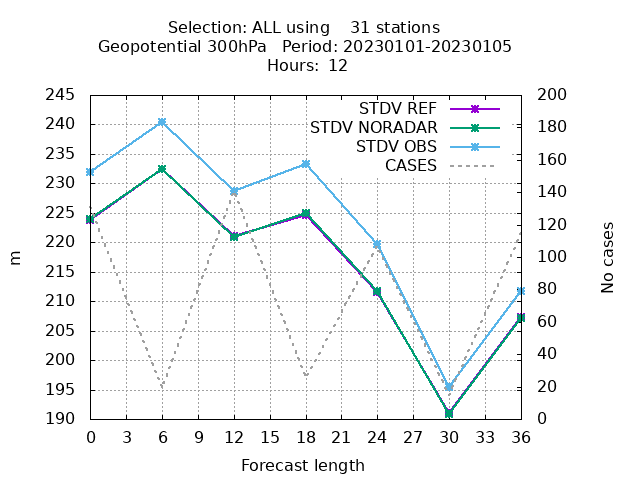 Selection: ALL using    31 stations
Geopotential 300hPa   Period: 20230101-20230105
Hours:  12
245
240
235
230
225
220
215
210
205
200
195
190
200
180
160
140
120
100
80
60
40
20
0
STDV REF
STDV NORADAR
STDV OBS
CASES
m
No cases
0 3 6 9 12 15 18 21 24 27 30 33 36
Forecast length